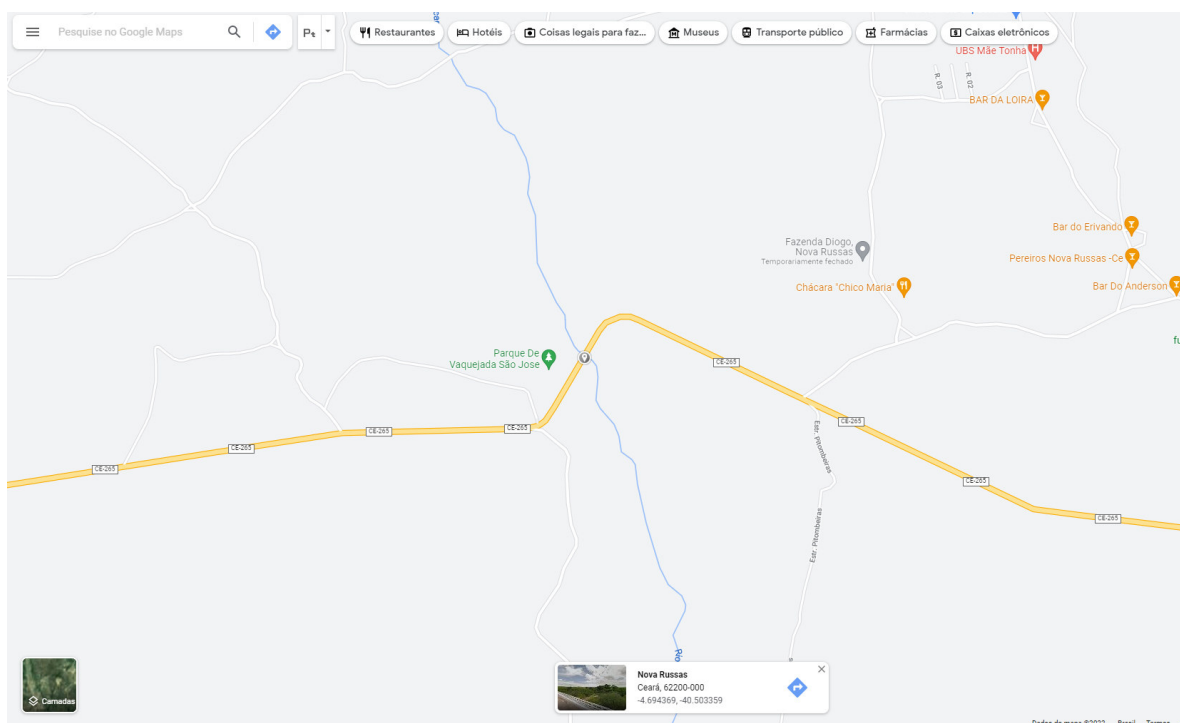 Pesquise no Google Maps
Restaurantes
Hotéis
Coisas legais para faz...
Museus
Transporte público
Farmácias
Caixas eletrônicos
UBS Mãe Tonha
R. 03
R. 02
BAR DA LOIRA
Bar do Erivando
Fazenda Diogo,
Nova Russas
Temporariamente fechado
Pereiros Nova Russas -Ce
Chácara "Chico Maria"
Bar Do Anderson
fu
Parque De
Vaquejada São Jose
CE-265
CE-265
CE-265
CE-265
CE-265
CE-265
CE-265
CE-265
Estr. Pitombeiras
Estr. Pitombeiras
Rio
Nova Russas
Ceará, 62200-000
-4.694369, -40.503359
Camadas